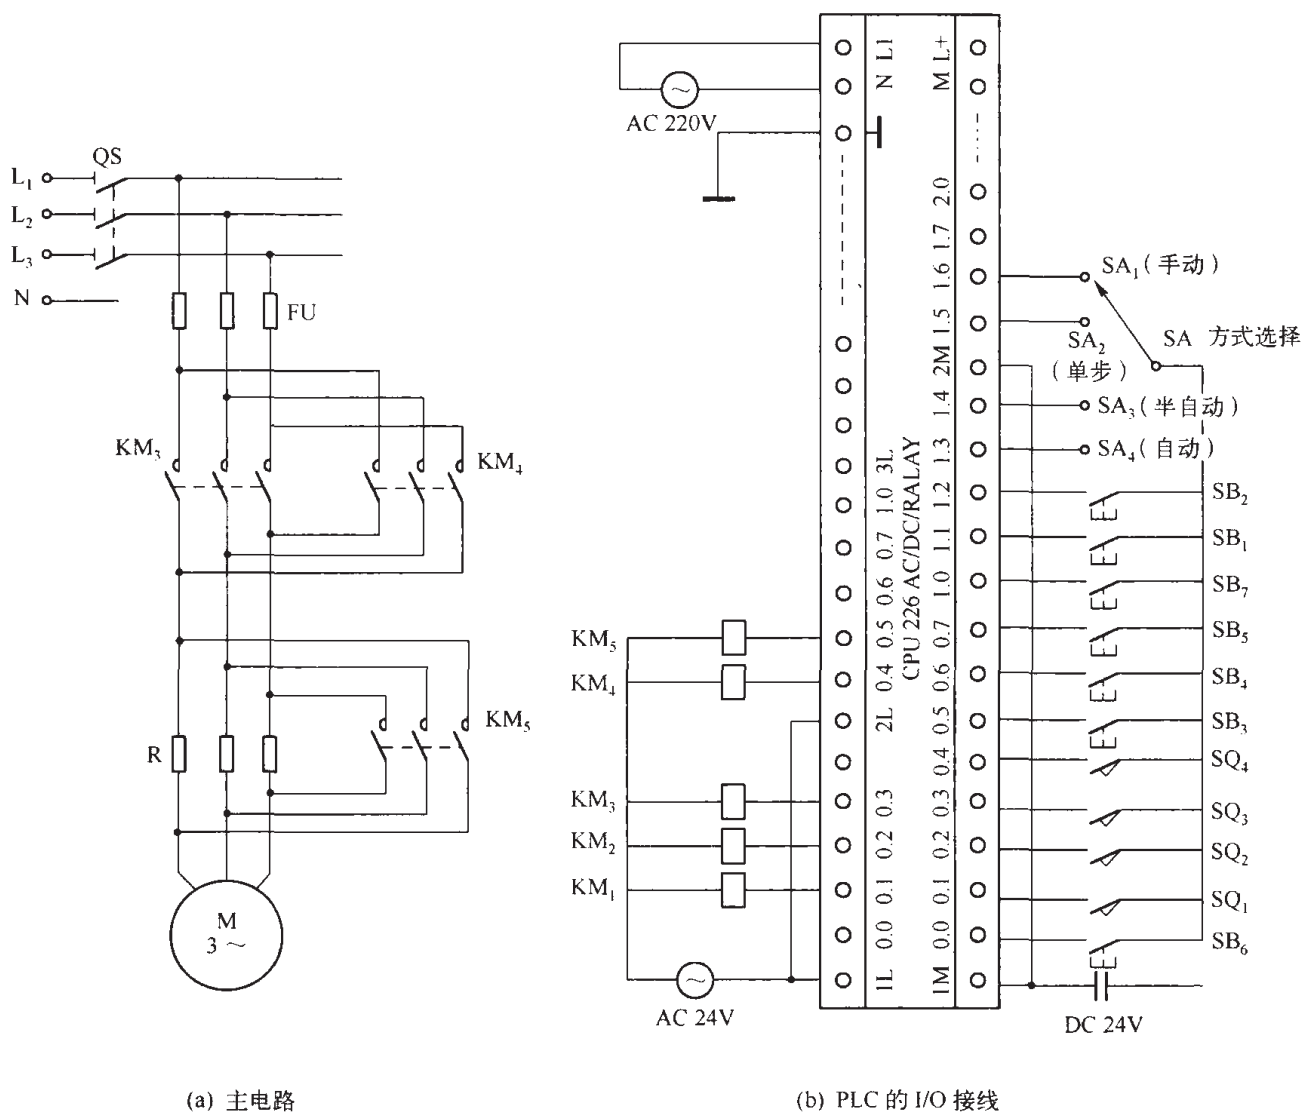 QS
L₁
L₂
L₃
N
FU
KM₃
KM₄
R
KM₅
M
3 ~
(a) 主电路
AC 220V
N L1
M L+
2.0
1.7
1.6
1.5
2M
1.4
1.3
1.2
1.1
1.0
0.7
0.6
0.5
0.4
0.3
0.2
0.1
0.0
1M
CPU 226 AC/DC/RALAY
3L
1.0
0.7
0.6
0.5
0.4
2L
0.3
0.2
0.1
0.0
1L
KM₅
KM₄
KM₃
KM₂
KM₁
AC 24V
SA₁ (手动)
SA₂
(单步)
SA 方式选择
SA₃ (半自动)
SA₄ (自动)
SB₂
SB₁
SB₇
SB₅
SB₄
SB₃
SQ₄
SQ₃
SQ₂
SQ₁
SB₆
DC 24V
(b) PLC 的 I/O 接线